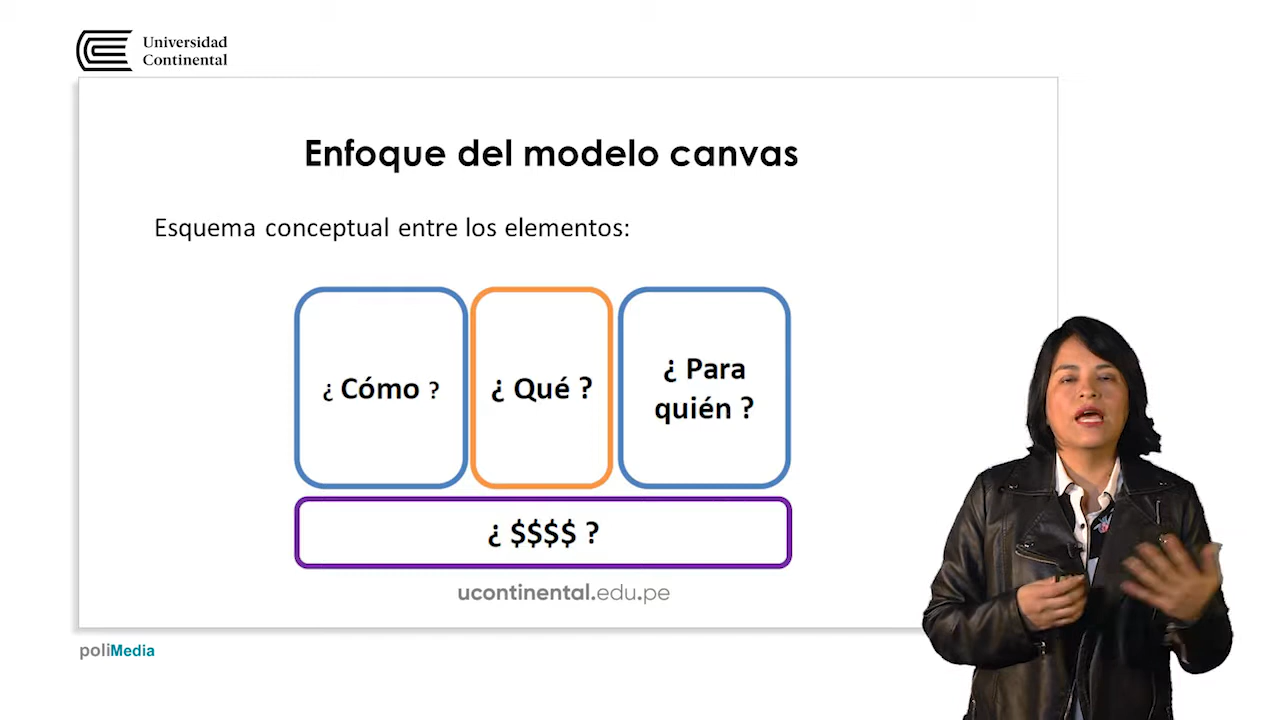 Universidad
Continental
Enfoque del modelo canvas
Esquema conceptual entre los elementos:
¿ Cómo ?
¿ Qué ?
¿ Para
quién ?
¿ $$$$ ?
ucontinental.edu.pe
poliMedia